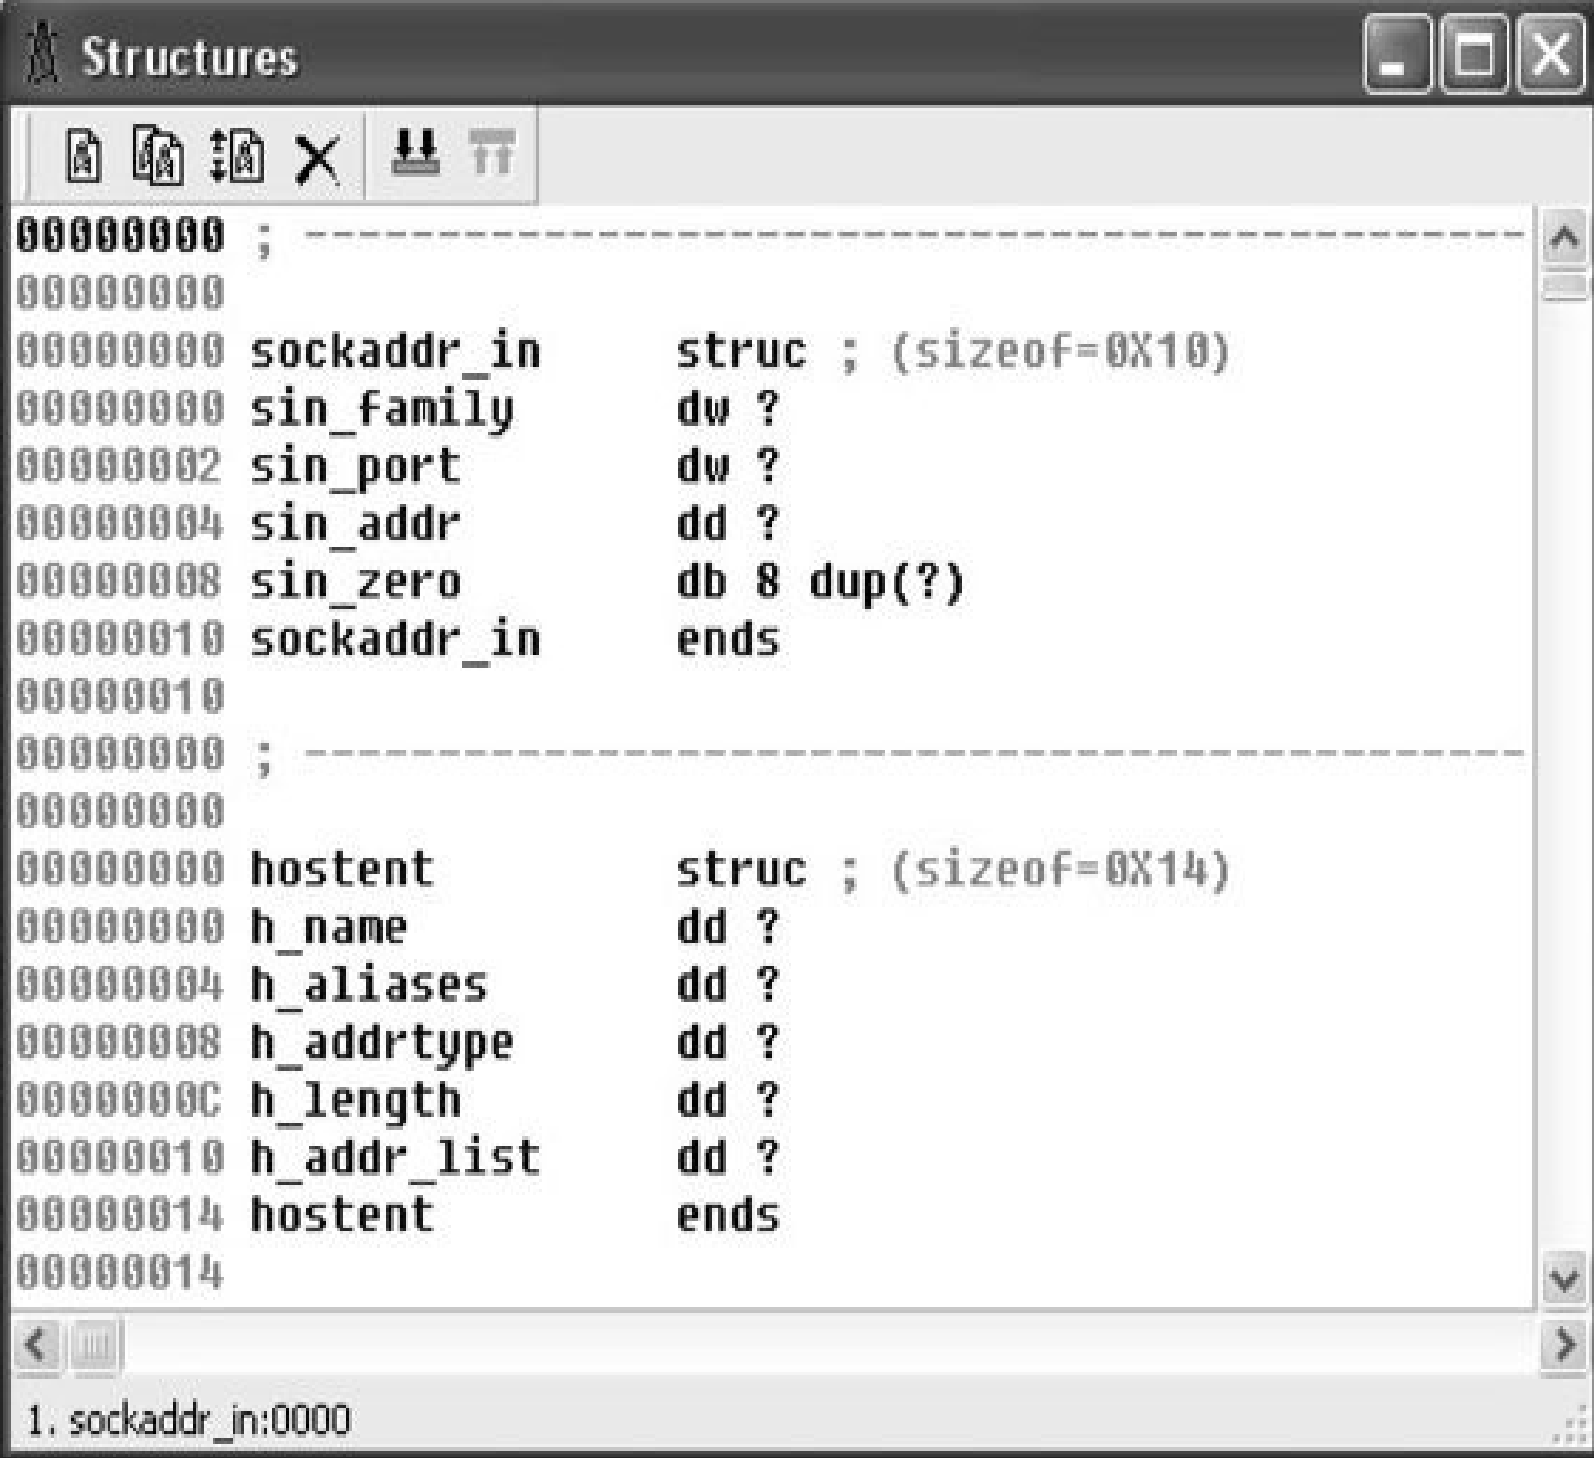 Structures
00000000 ; ----------------------------------------------
00000000
00000000 sockaddr_in struc ; (sizeof=0X10)
00000000 sin_family dw ?
00000002 sin_port dw ?
00000004 sin_addr dd ?
00000008 sin_zero db 8 dup(?)
00000010 sockaddr_in ends
00000010
00000000 ; ----------------------------------------------
00000000
00000000 hostent struc ; (sizeof=0X14)
00000000 h_name dd ?
00000004 h_aliases dd ?
00000008 h_addrtype dd ?
0000000C h_length dd ?
00000010 h_addr_list dd ?
00000014 hostent ends
00000014
1. sockaddr_in:0000